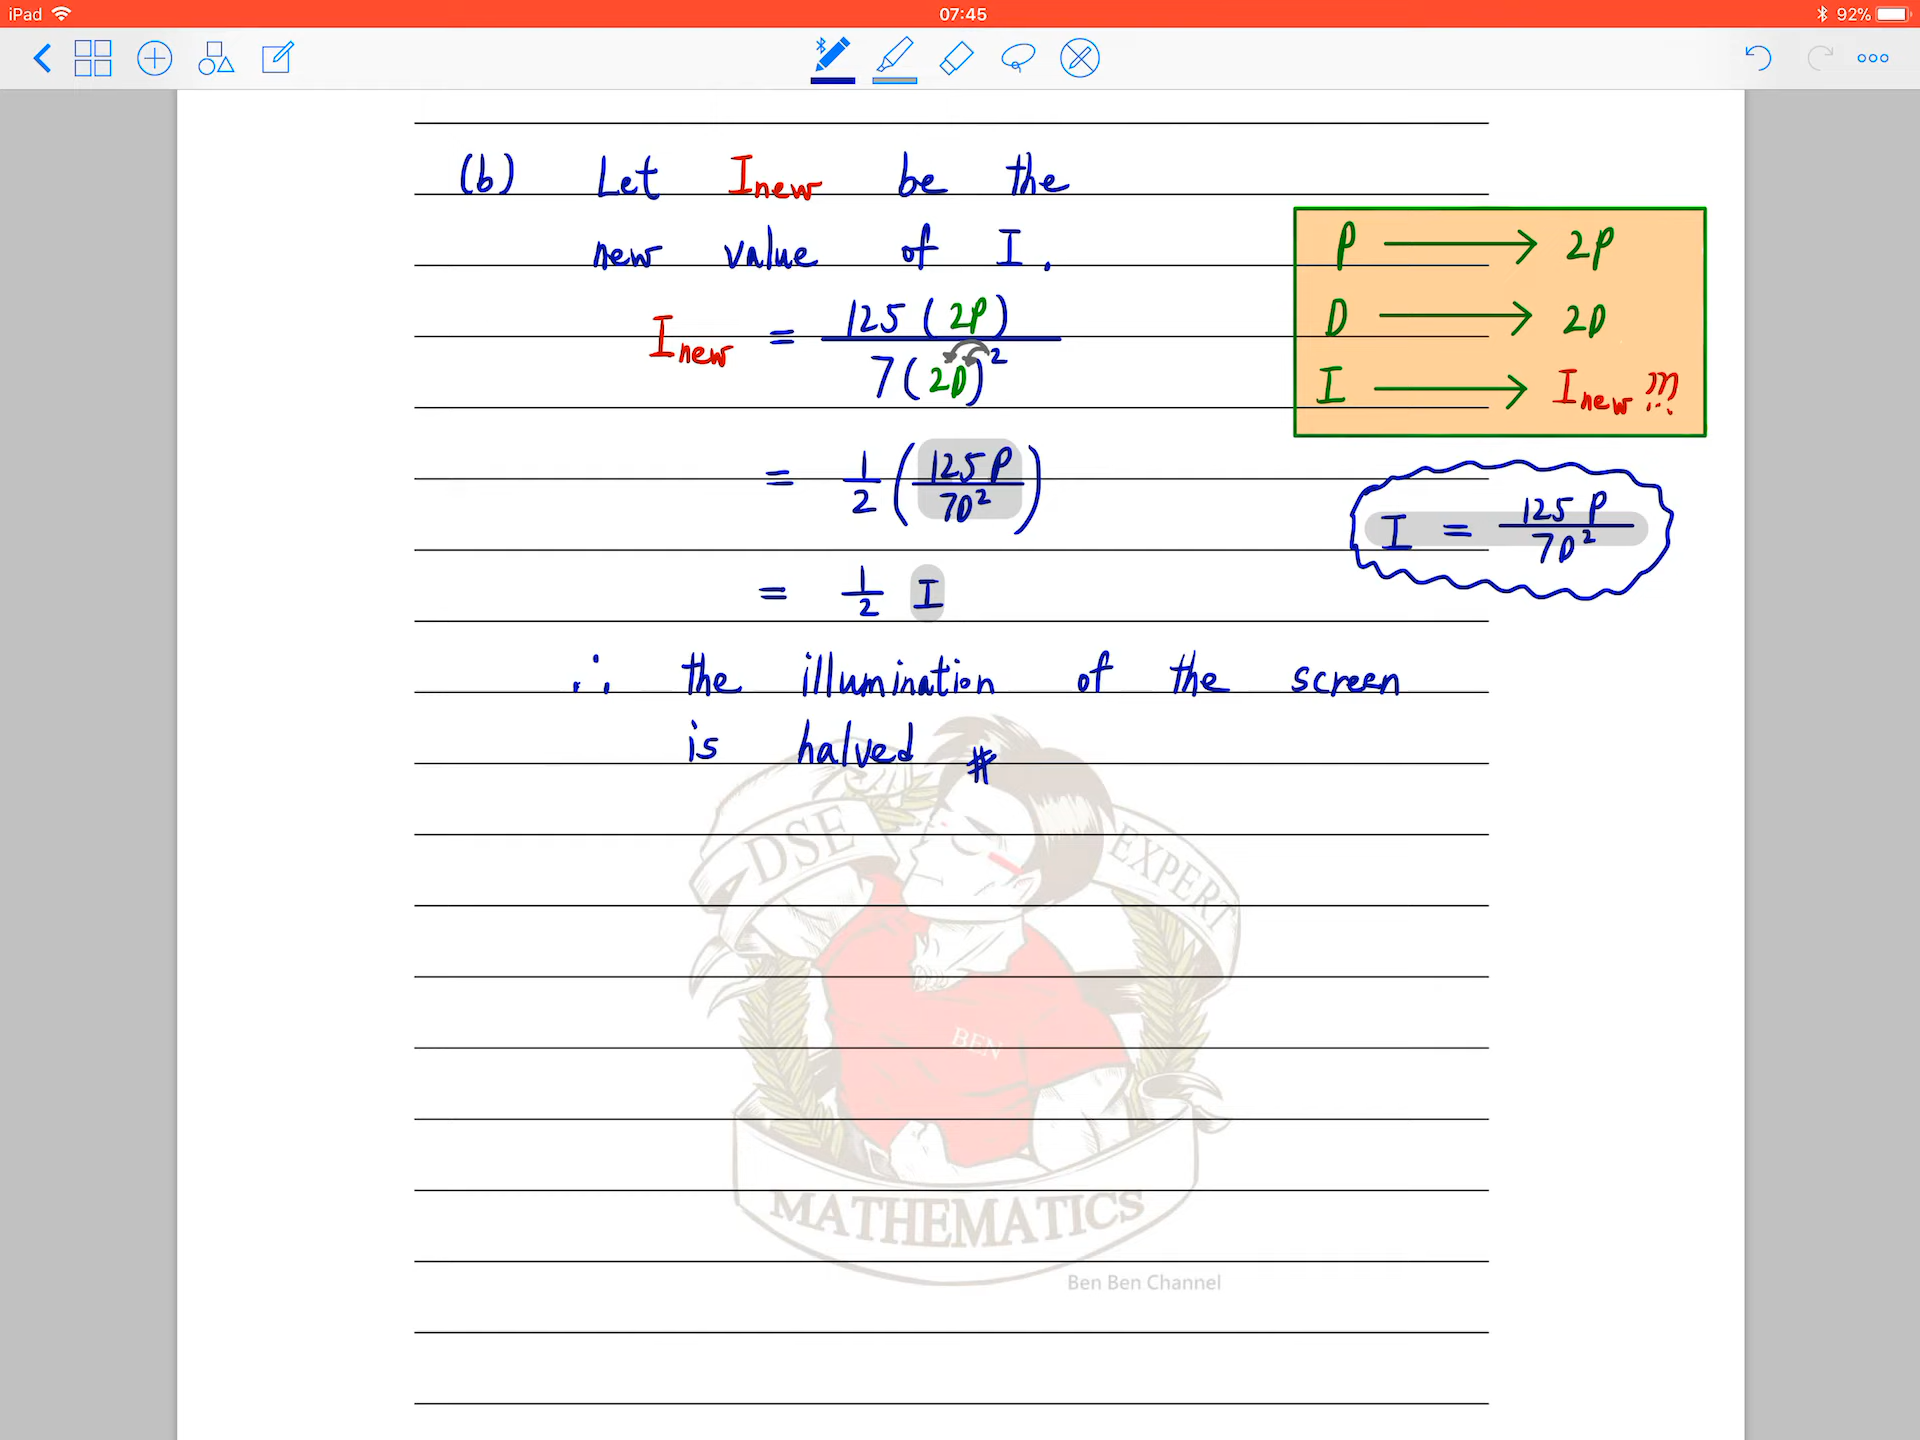 iPad 07:45 92%
(b) Let Inew be the
new value of I.
Inew = 125(2P) / 7(2D)²
= 1/2 (125P / 7D²)
= 1/2 I
∴ the illumination of the screen
is halved #
P → 2P
D → 2D
I → Inew ???
I = 125P / 7D²
DSE EXPERT
BEN
MATHEMATICS
Ben Ben Channel